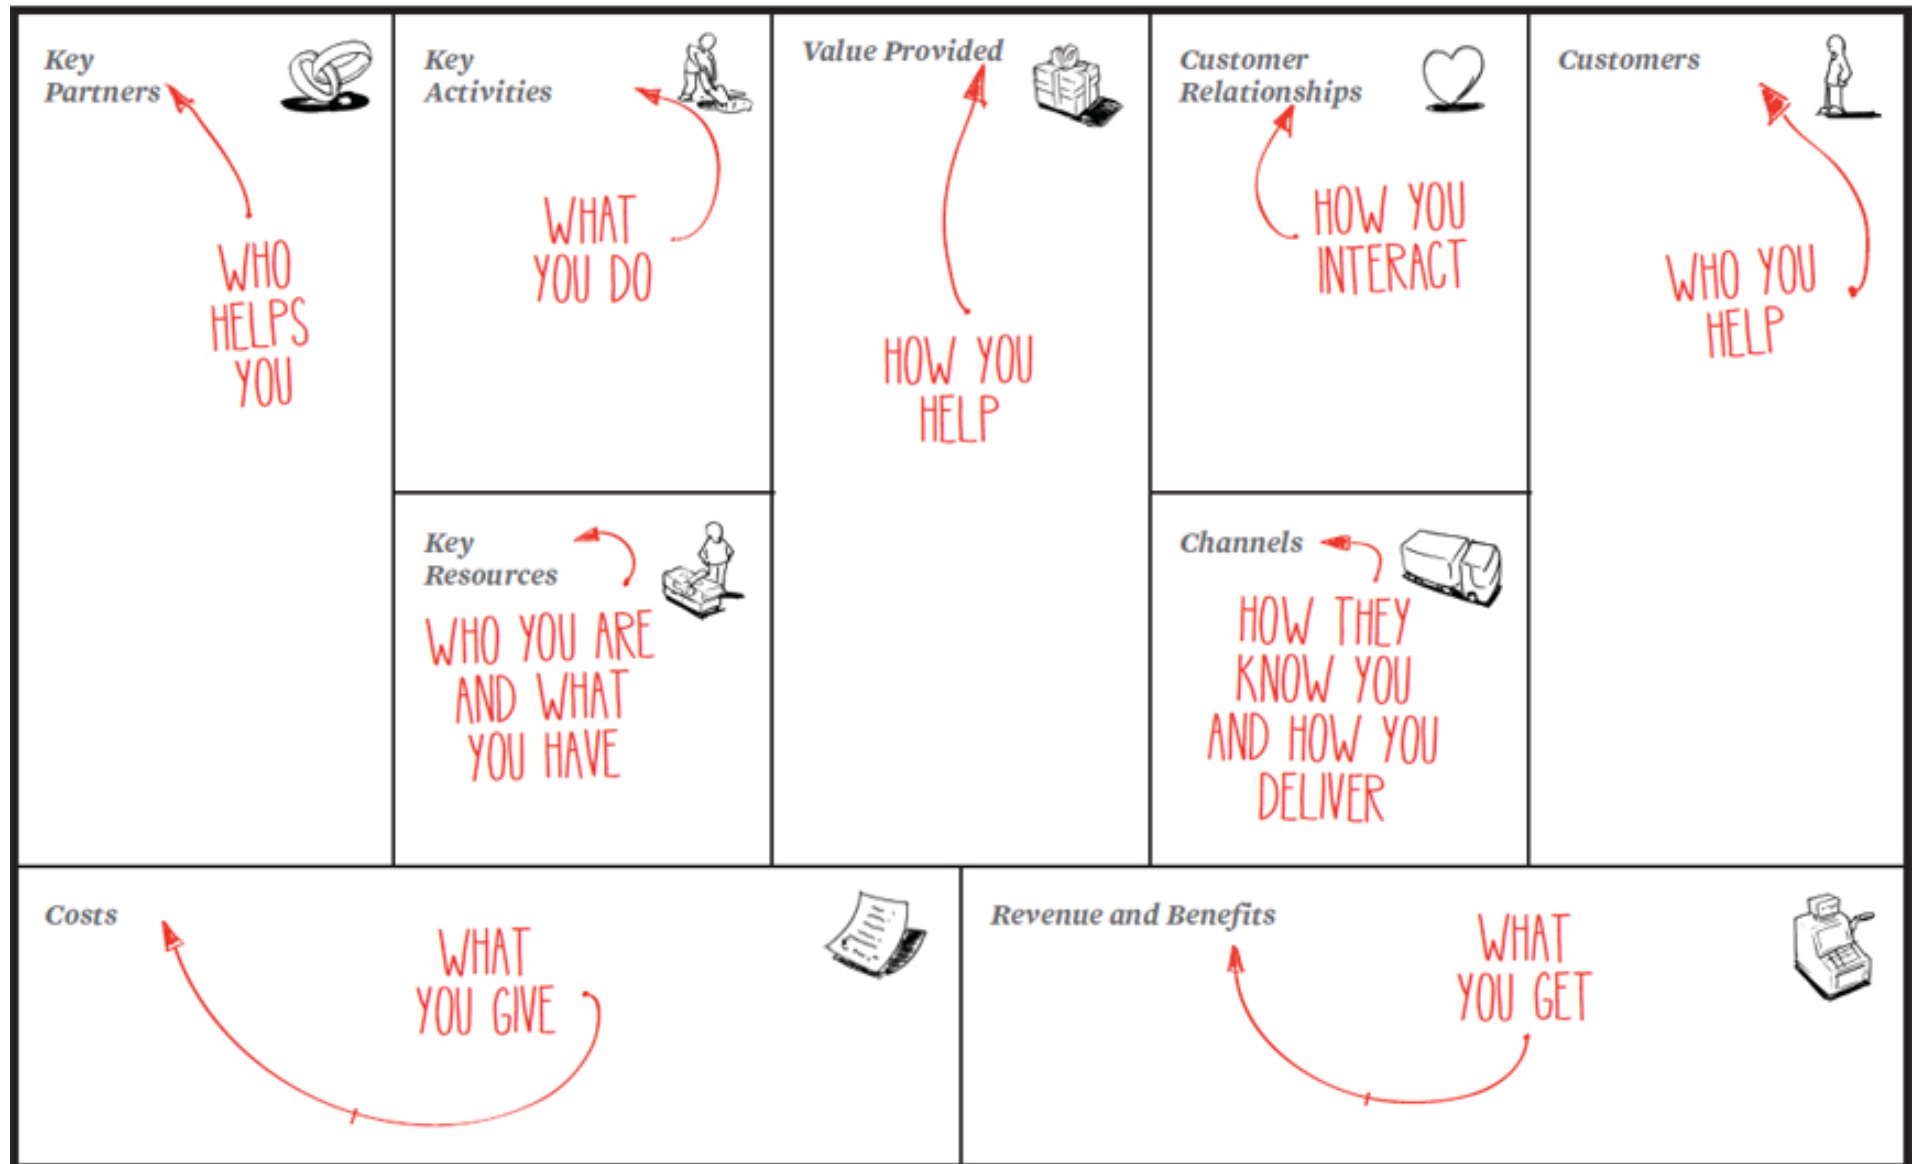 Key
Partners
WHO
HELPS
YOU
Key
Activities
WHAT
YOU DO
Key
Resources
WHO YOU ARE
AND WHAT
YOU HAVE
Value Provided
HOW YOU
HELP
Customer
Relationships
HOW YOU
INTERACT
Channels
HOW THEY
KNOW YOU
AND HOW YOU
DELIVER
Customers
WHO YOU
HELP
Costs
WHAT
YOU GIVE
Revenue and Benefits
WHAT
YOU GET